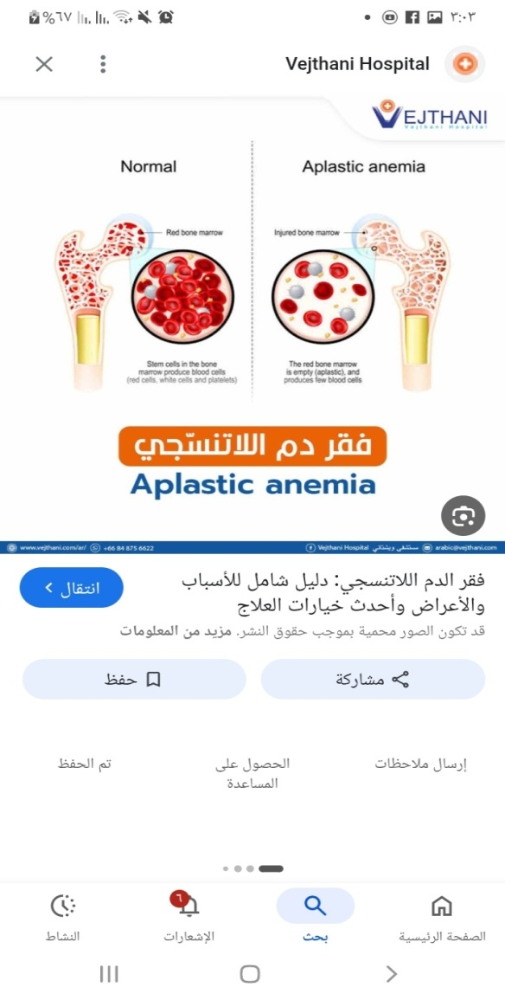 %٦٧
٣:٠٣
Vejthani Hospital
VEJTHANI
Vejthani Hospital
Normal
Aplastic anemia
Red bone marrow
Injured bone marrow
Stem cells in the bone
marrow produce blood cells
(red cells, white cells and platelets)
The red bone marrow
is empty (aplastic), and
produces few blood cells
فقر دم اللاتنسّجي
Aplastic anemia
www.vejthani.com/ar/ +66 84 875 6622 Vejthani Hospital مستشفى ويتثاني arabic@vejthani.com
فقر الدم اللاتنسجي: دليل شامل للأسباب
والأعراض وأحدث خيارات العلاج
انتقال
قد تكون الصور محمية بموجب حقوق النشر. مزيد من المعلومات
مشاركة
حفظ
إرسال ملاحظات
الحصول على
المساعدة
تم الحفظ
٦
الصفحة الرئيسية
بحث
الإشعارات
النشاط